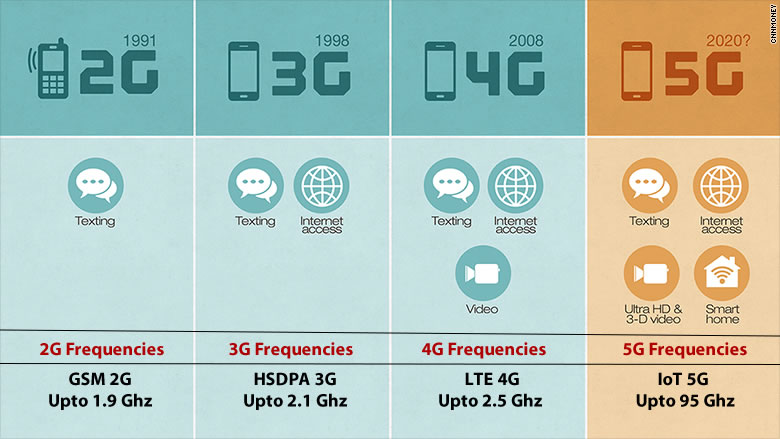 CNNMONEY
1991
2G
1998
3G
2008
4G
2020?
5G
Texting
Texting
Internet
access
Texting
Internet
access
Video
Texting
Internet
access
Ultra HD &
3-D video
Smart
home
2G Frequencies
3G Frequencies
4G Frequencies
5G Frequencies
GSM 2G
Upto 1.9 Ghz
HSDPA 3G
Upto 2.1 Ghz
LTE 4G
Upto 2.5 Ghz
IoT 5G
Upto 95 Ghz